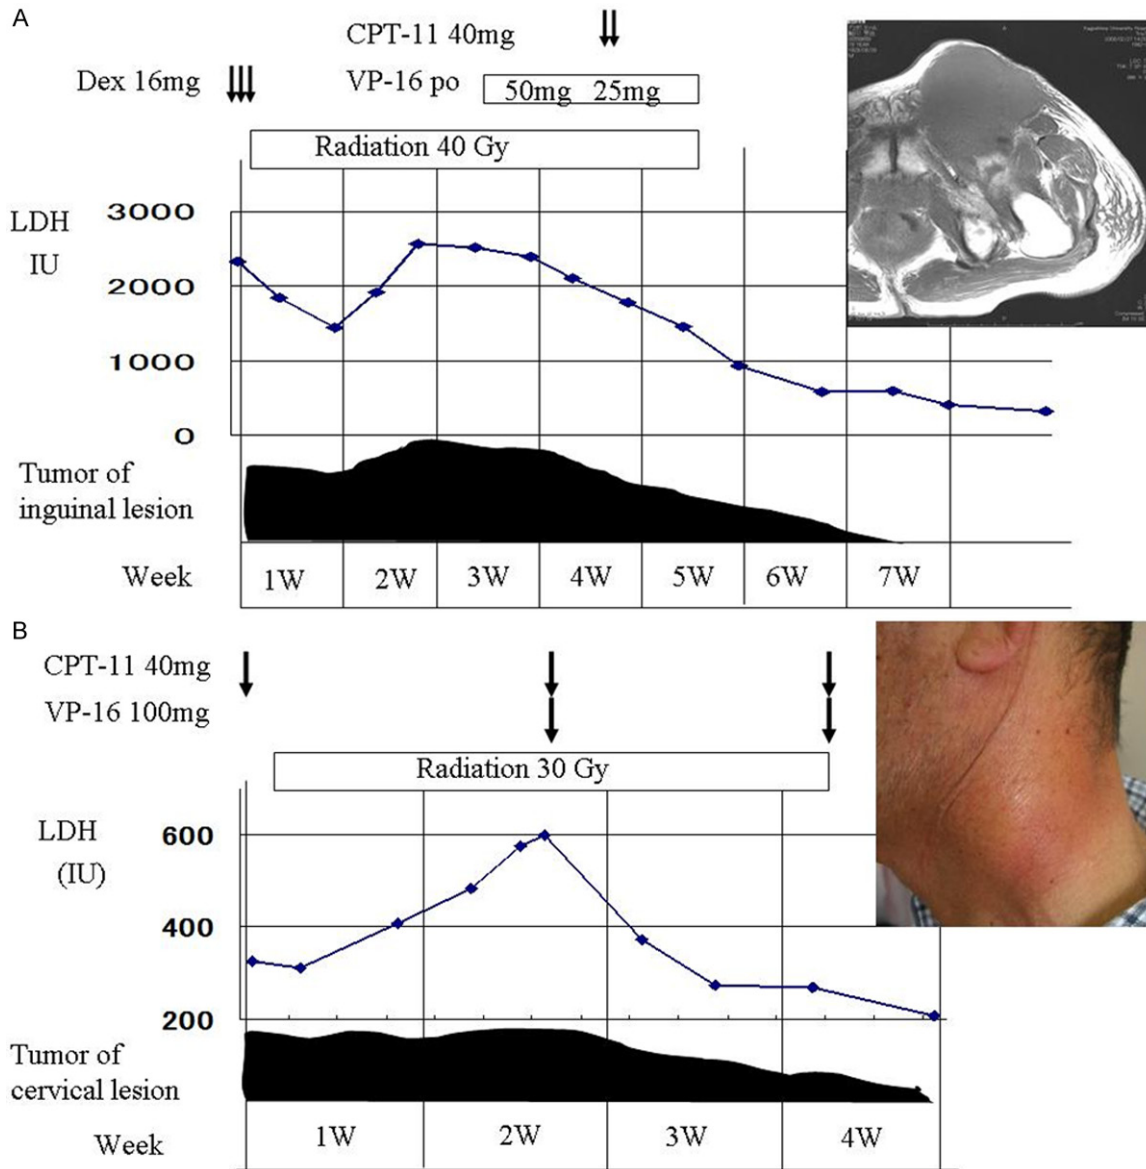 A
CPT-11 40mg
Dex 16mg
VP-16 po
50mg 25mg
Radiation 40 Gy
LDH
IU
3000
2000
1000
0
Tumor of
inguinal lesion
Week
1W 2W 3W 4W 5W 6W 7W
B
CPT-11 40mg
VP-16 100mg
Radiation 30 Gy
LDH
(IU)
600
400
200
Tumor of
cervical lesion
Week
1W 2W 3W 4W